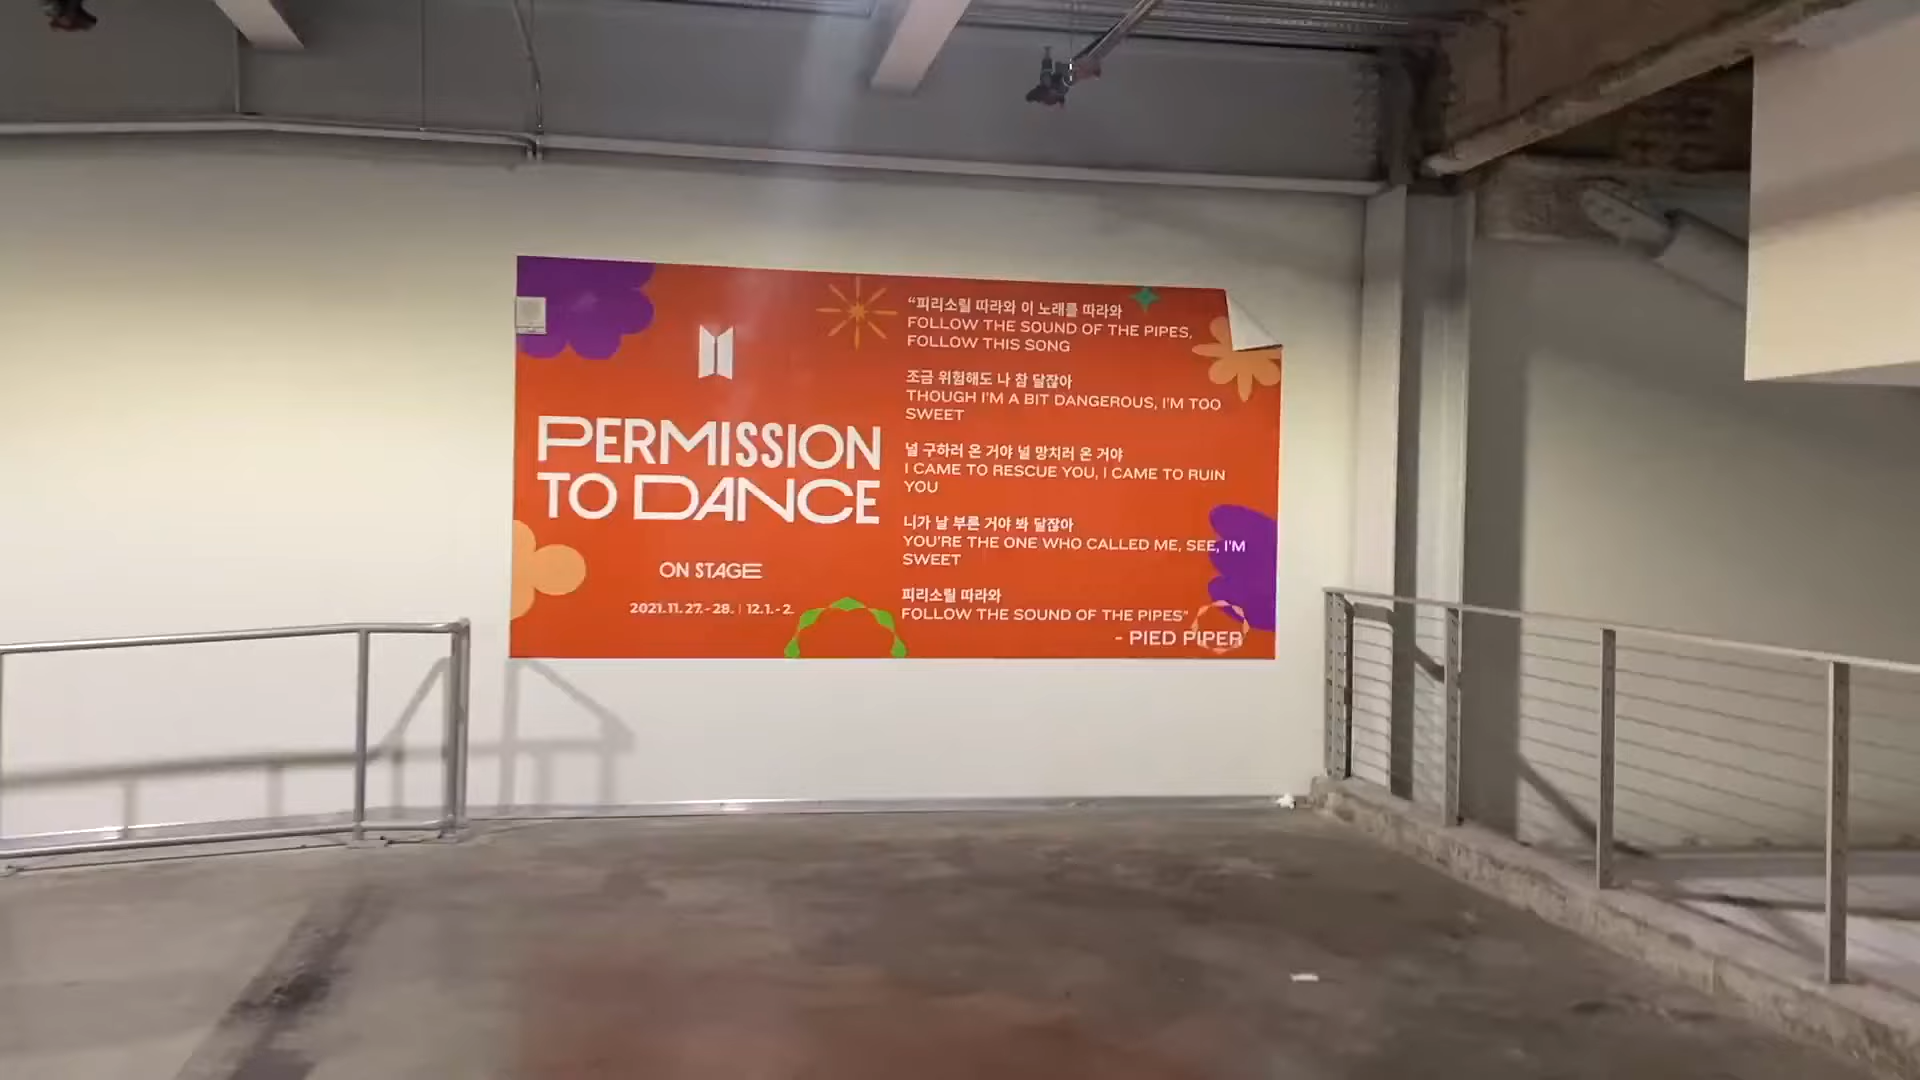 PERMISSION
TO DANCE
ON STAGE
2021.11.27.-28. | 12.1.-2.
“피리소릴 따라와 이 노래를 따라와
FOLLOW THE SOUND OF THE PIPES,
FOLLOW THIS SONG
조금 위험해도 나 참 달잖아
THOUGH I'M A BIT DANGEROUS, I'M TOO
SWEET
널 구하러 온 거야 널 망치러 온 거야
I CAME TO RESCUE YOU, I CAME TO RUIN
YOU
니가 날 부른 거야 봐 달잖아
YOU'RE THE ONE WHO CALLED ME, SEE, I'M
SWEET
피리소릴 따라와
FOLLOW THE SOUND OF THE PIPES”
- PIED PIPER